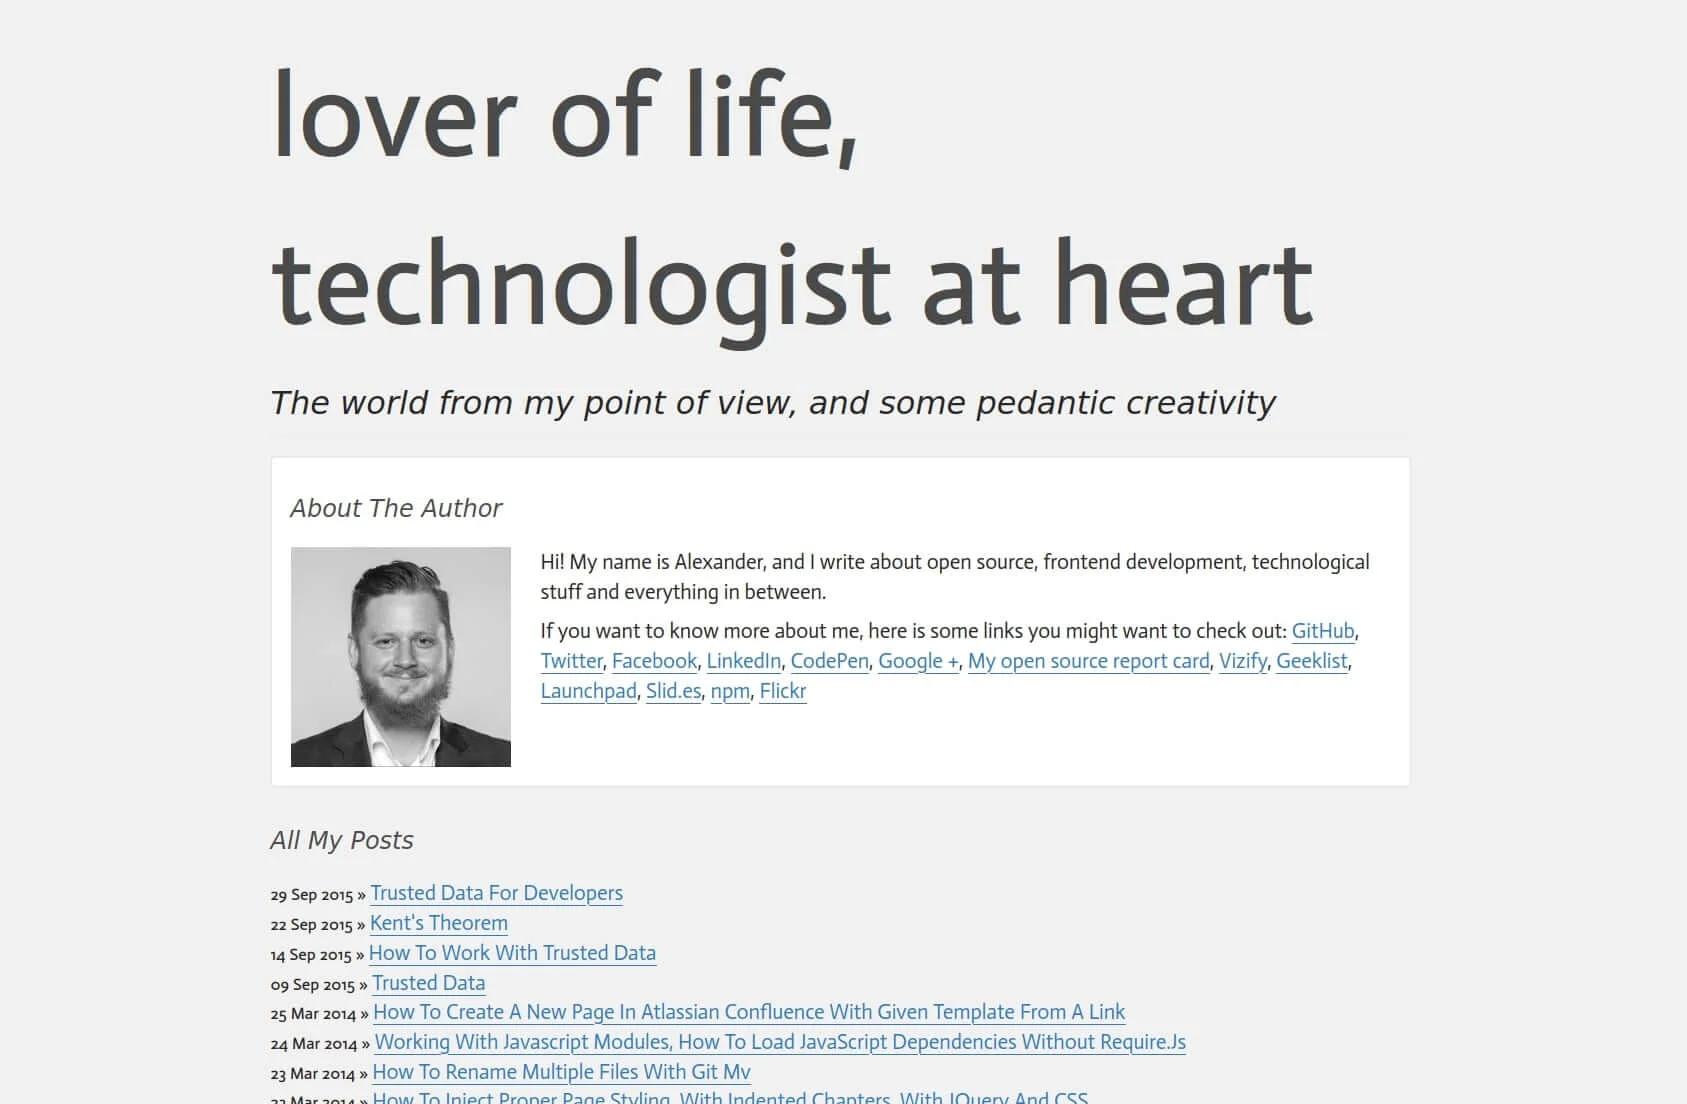 lover of life,
technologist at heart
The world from my point of view, and some pedantic creativity
About The Author
Hi! My name is Alexander, and I write about open source, frontend development, technological
stuff and everything in between.
If you want to know more about me, here is some links you might want to check out: GitHub,
Twitter, Facebook, LinkedIn, CodePen, Google +, My open source report card, Vizify, Geeklist,
Launchpad, Slid.es, npm, Flickr
All My Posts
29 Sep 2015 » Trusted Data For Developers
22 Sep 2015 » Kent's Theorem
14 Sep 2015 » How To Work With Trusted Data
09 Sep 2015 » Trusted Data
25 Mar 2014 » How To Create A New Page In Atlassian Confluence With Given Template From A Link
24 Mar 2014 » Working With Javascript Modules, How To Load JavaScript Dependencies Without Require.Js
23 Mar 2014 » How To Rename Multiple Files With Git Mv
Mar 2014 » How To Inject Proper Page Styling, With Indented Chapters, With JQuery And CSS